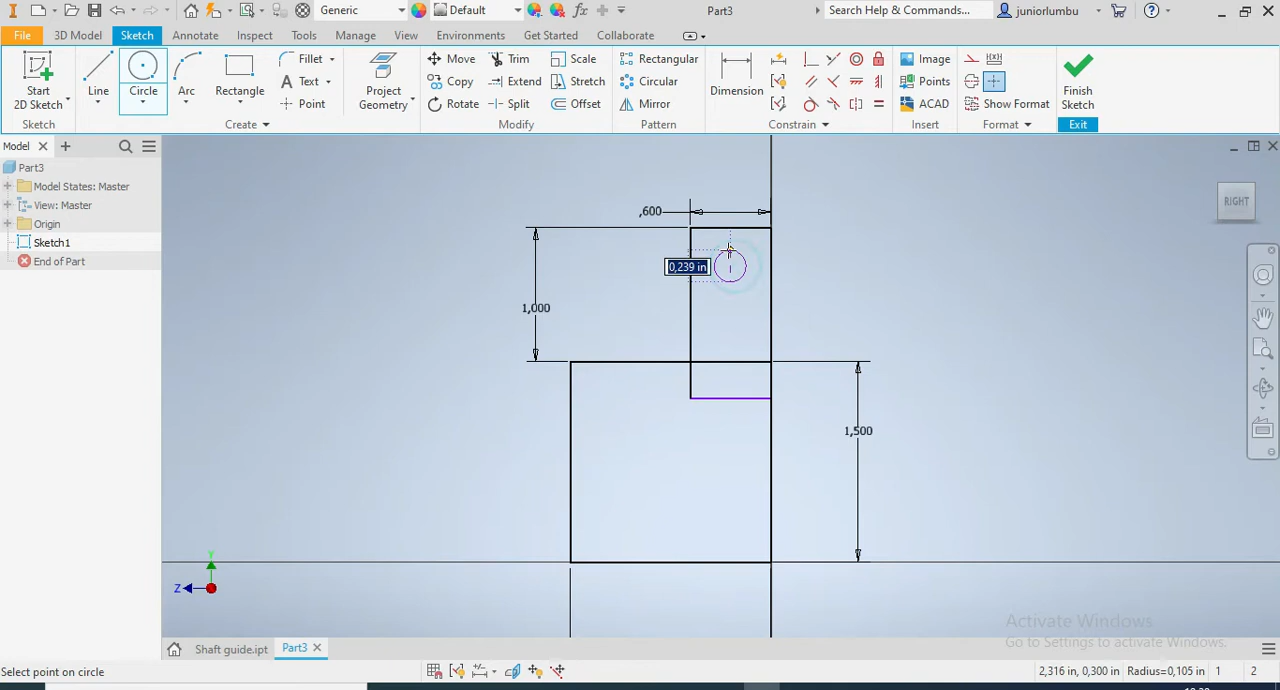 Generic
Default
fx
Part3
Search Help & Commands...
juniorlumbu
File
3D Model
Sketch
Annotate
Inspect
Tools
Manage
View
Environments
Get Started
Collaborate
Start
2D Sketch
Line
Circle
Arc
Rectangle
Fillet
Text
Point
Project
Geometry
Move
Copy
Rotate
Trim
Extend
Split
Scale
Stretch
Offset
Rectangular
Circular
Mirror
Dimension
Image
Points
ACAD
Show Format
Finish
Sketch
Sketch
Create
Modify
Pattern
Constrain
Insert
Format
Exit
Model
Part3
Model States: Master
View: Master
Origin
Sketch1
End of Part
,600
0,239 in
1,000
1,500
RIGHT
Y
Z
Activate Windows
Go to Settings to activate Windows.
Shaft guide.ipt
Part3
Select point on circle
2,316 in, 0,300 in
Radius=0,105 in
1
2